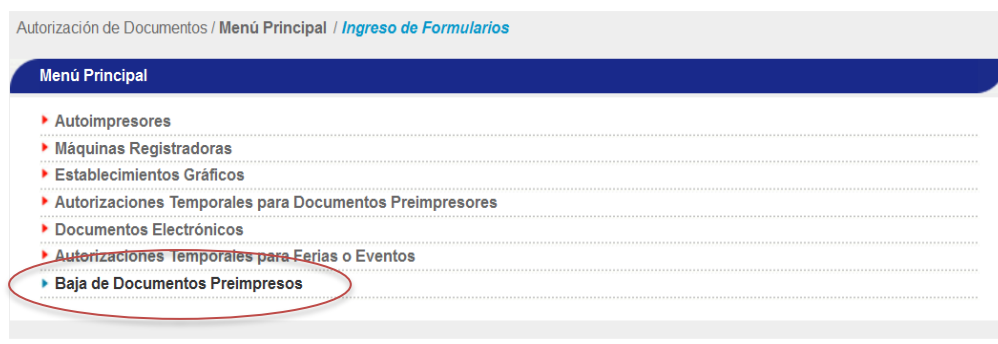 Autorización de Documentos / Menú Principal / Ingreso de Formularios
Menú Principal
Autoimpresores
Máquinas Registradoras
Establecimientos Gráficos
Autorizaciones Temporales para Documentos Preimpresores
Documentos Electrónicos
Autorizaciones Temporales para Ferias o Eventos
Baja de Documentos Preimpresos